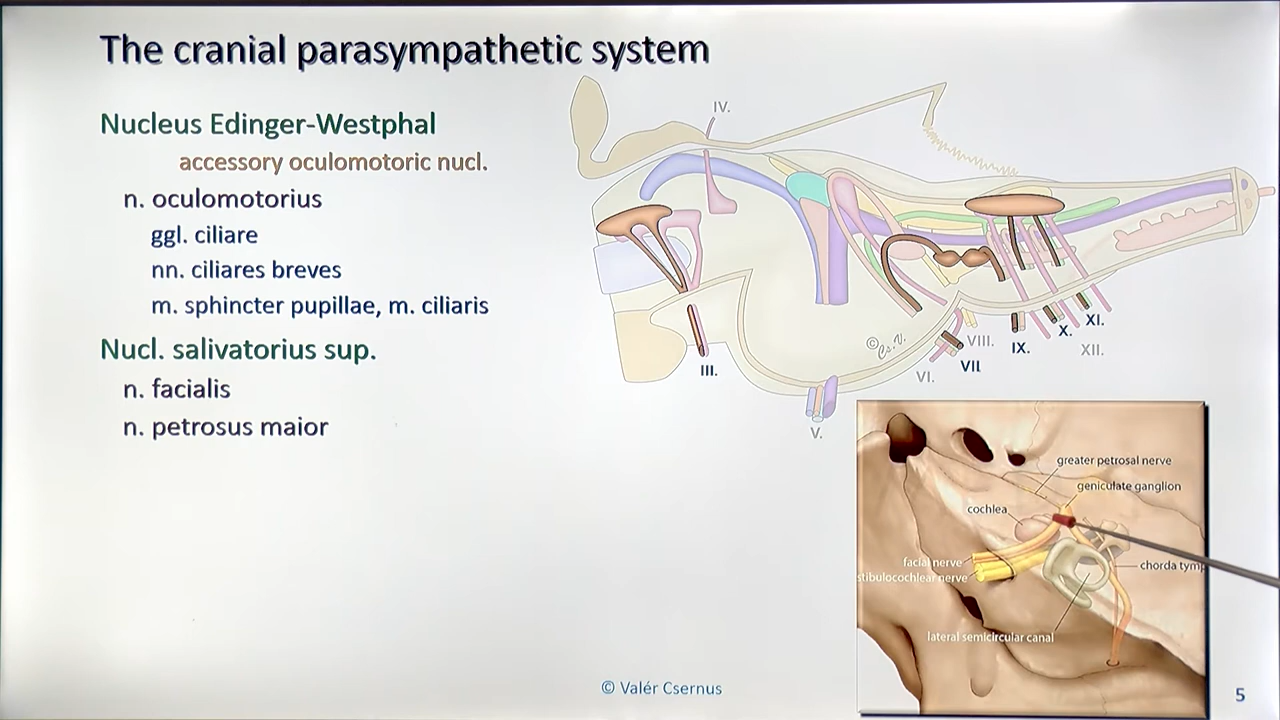 The cranial parasympathetic system
Nucleus Edinger-Westphal
accessory oculomotoric nucl.
n. oculomotorius
ggl. ciliare
nn. ciliares breves
m. sphincter pupillae, m. ciliaris
Nucl. salivatorius sup.
n. facialis
n. petrosus maior
IV.
III.
V.
VI.
VII
VIII.
IX.
X.
XI.
XII.
© Cs. V.
greater petrosal nerve
geniculate ganglion
cochlea
facial nerve
stibulocochlear nerve
chorda tymp
lateral semicircular canal
© Valér Csernus
5